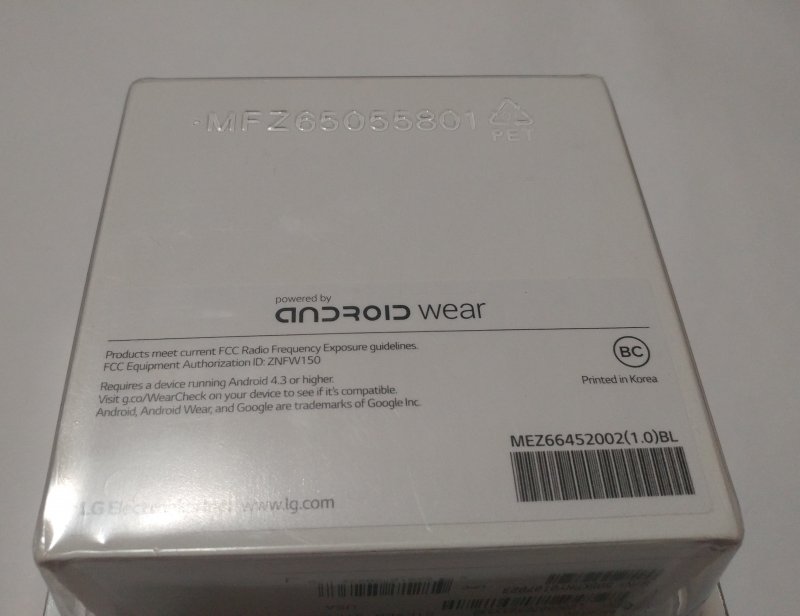 MFZ65055801
PET
powered by
ANDROID wear
Products meet current FCC Radio Frequency Exposure guidelines.
FCC Equipment Authorization ID: ZNFW150
BC
Printed in Korea
Requires a device running Android 4.3 or higher.
Visit g.co/WearCheck on your device to see if it's compatible.
Android, Android Wear, and Google are trademarks of Google Inc.
MEZ66452002(1.0)BL
LG www.lg.com
USA